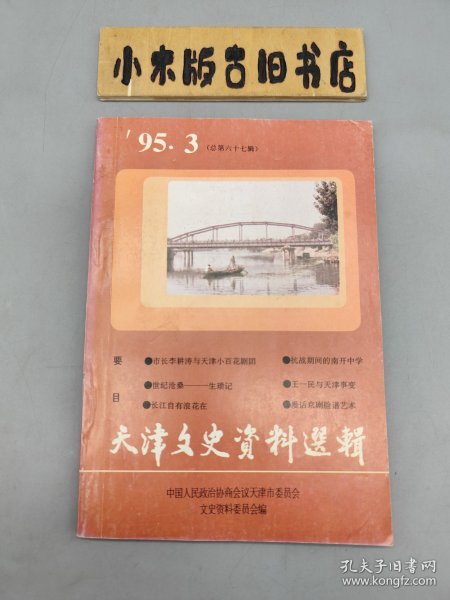 小木版古旧书店
'95.3（总第六十七辑）
要目
●市长李耕涛与天津小百花剧团
●抗战期间的南开中学
●世纪沧桑——一生琐记
●王一民与天津事变
●长江自有浪花在
●漫话京剧脸谱艺术
天津文史資料選輯
中国人民政治协商会议天津市委员会
文史资料委员会编
孔夫子旧书网
www.kongfz.com